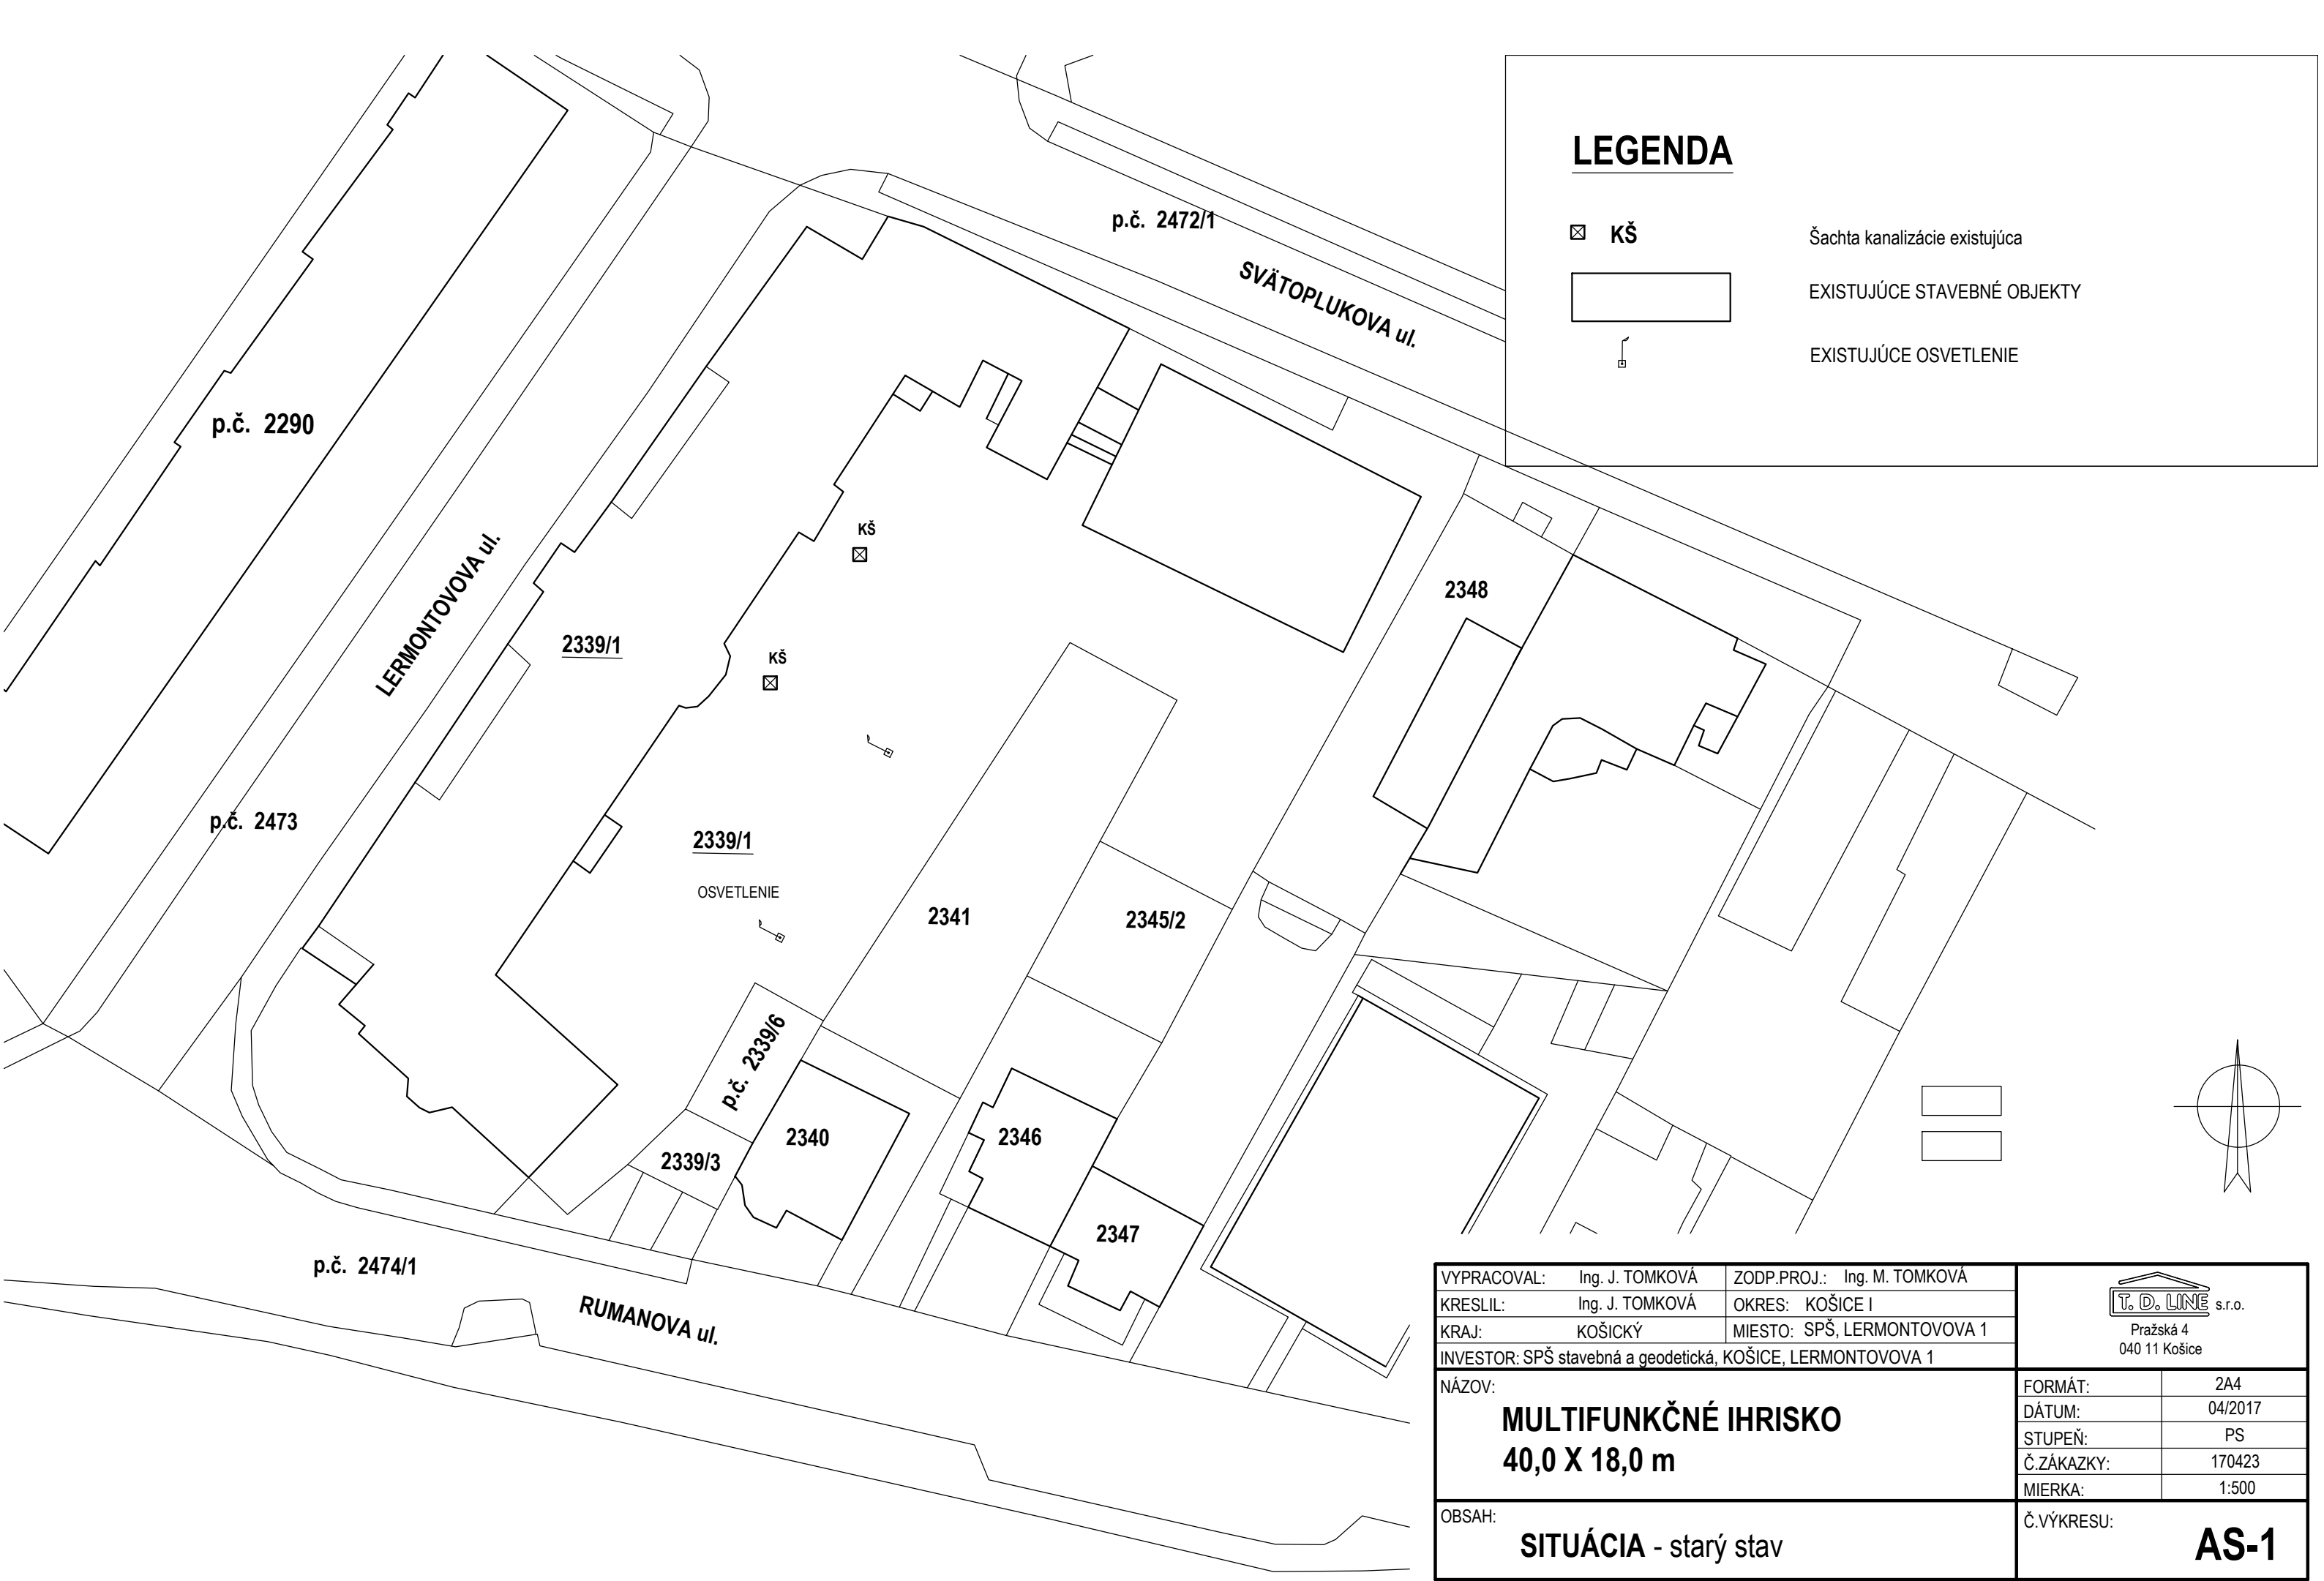 LEGENDA
KŠ
Šachta kanalizácie existujúca
EXISTUJÚCE STAVEBNÉ OBJEKTY
EXISTUJÚCE OSVETLENIE
p.č. 2472/1
SVÄTOPLUKOVA ul.
p.č. 2290
LERMONTOVOVA ul.
KŠ
2348
2339/1
KŠ
p.č. 2473
2339/1
OSVETLENIE
2341
2345/2
p.č. 2339/6
2340
2346
2339/3
2347
p.č. 2474/1
RUMANOVA ul.
VYPRACOVAL: Ing. J. TOMKOVÁ ZODP.PROJ.: Ing. M. TOMKOVÁ
KRESLIL: Ing. J. TOMKOVÁ OKRES: KOŠICE I
KRAJ: KOŠICKÝ MIESTO: SPŠ, LERMONTOVOVA 1
INVESTOR: SPŠ stavebná a geodetická, KOŠICE, LERMONTOVOVA 1
T. D. LINE s.r.o.
Pražská 4
040 11 Košice
NÁZOV:
MULTIFUNKČNÉ IHRISKO
40,0 X 18,0 m
FORMÁT: 2A4
DÁTUM: 04/2017
STUPEŇ: PS
Č.ZÁKAZKY: 170423
MIERKA: 1:500
OBSAH:
SITUÁCIA - starý stav
Č.VÝKRESU:
AS-1